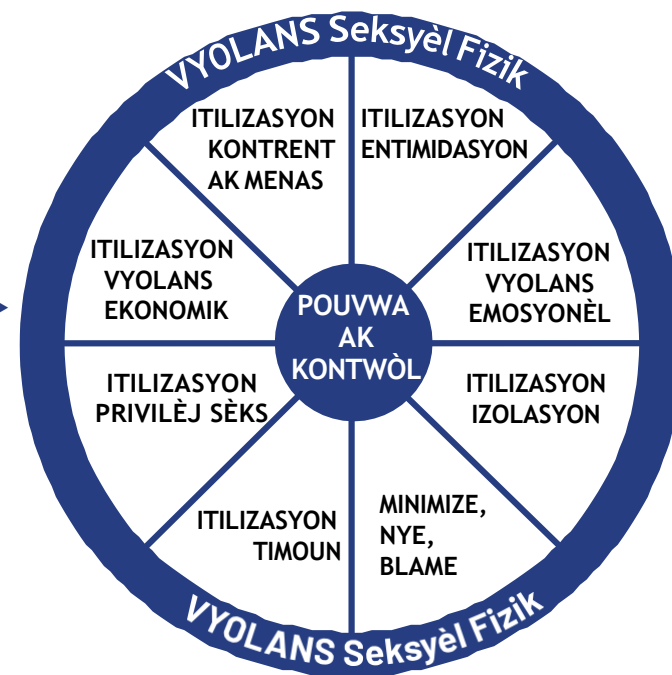 VYOLANS Seksyèl Fizik
ITILIZASYON
KONTRENT
AK MENAS
ITILIZASYON
ENTIMIDASYON
ITILIZASYON
VYOLANS
EKONOMIK
ITILIZASYON
VYOLANS
EMOSYONÈL
POUVWA
AK
KONTWÒL
ITILIZASYON
PRIVILÈJ SÈKS
ITILIZASYON
IZOLASYON
ITILIZASYON
TIMOUN
MINIMIZE,
NYE,
BLAME
VYOLANS Seksyèl Fizik